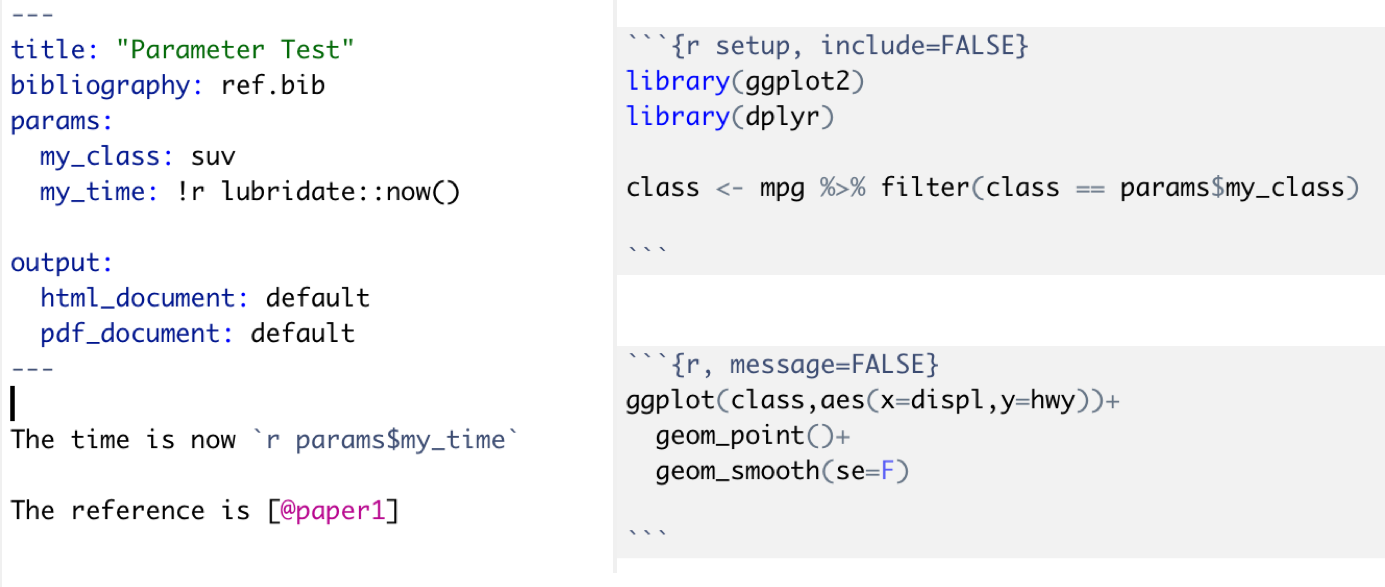 ---
title: "Parameter Test"
bibliography: ref.bib
params:
  my_class: suv
  my_time: !r lubridate::now()

output:
  html_document: default
  pdf_document: default
---

The time is now `r params$my_time`

The reference is [@paper1]

```{r setup, include=FALSE}
library(ggplot2)
library(dplyr)

class <- mpg %>% filter(class == params$my_class)

```

```{r, message=FALSE}
ggplot(class,aes(x=displ,y=hwy))+
  geom_point()+
  geom_smooth(se=F)

```